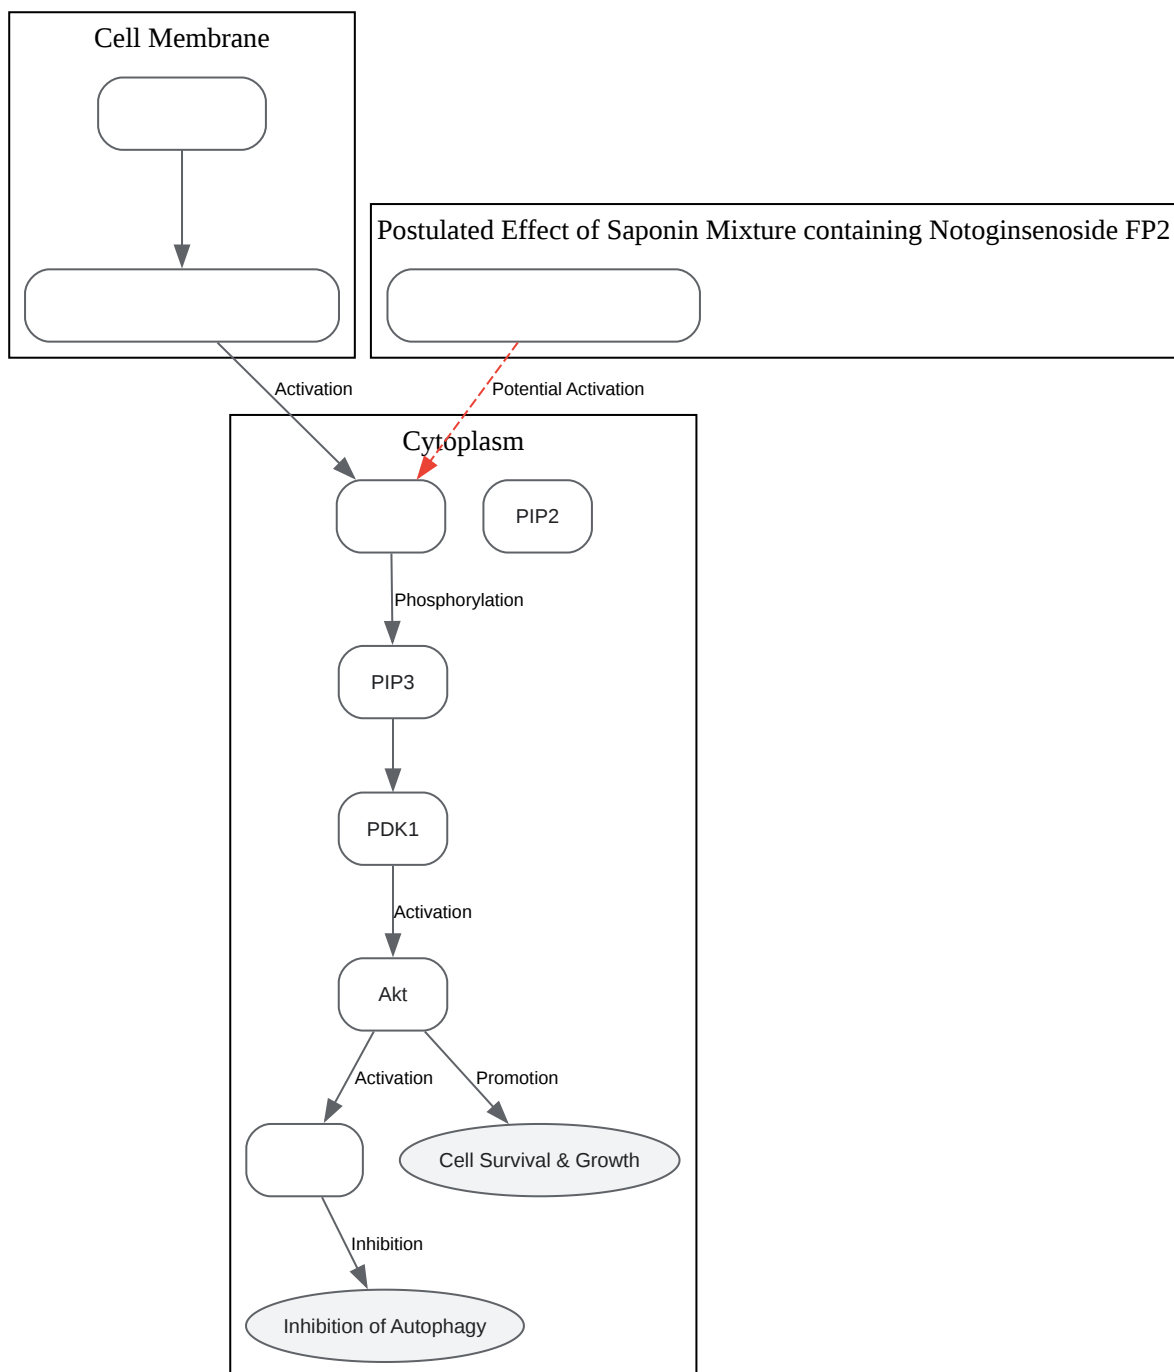 Cell Membrane
Postulated Effect of Saponin Mixture containing Notoginsenoside FP2
Activation
Potential Activation
Cytoplasm
PIP2
Phosphorylation
PIP3
PDK1
Activation
Akt
Activation
Promotion
Cell Survival & Growth
Inhibition
Inhibition of Autophagy